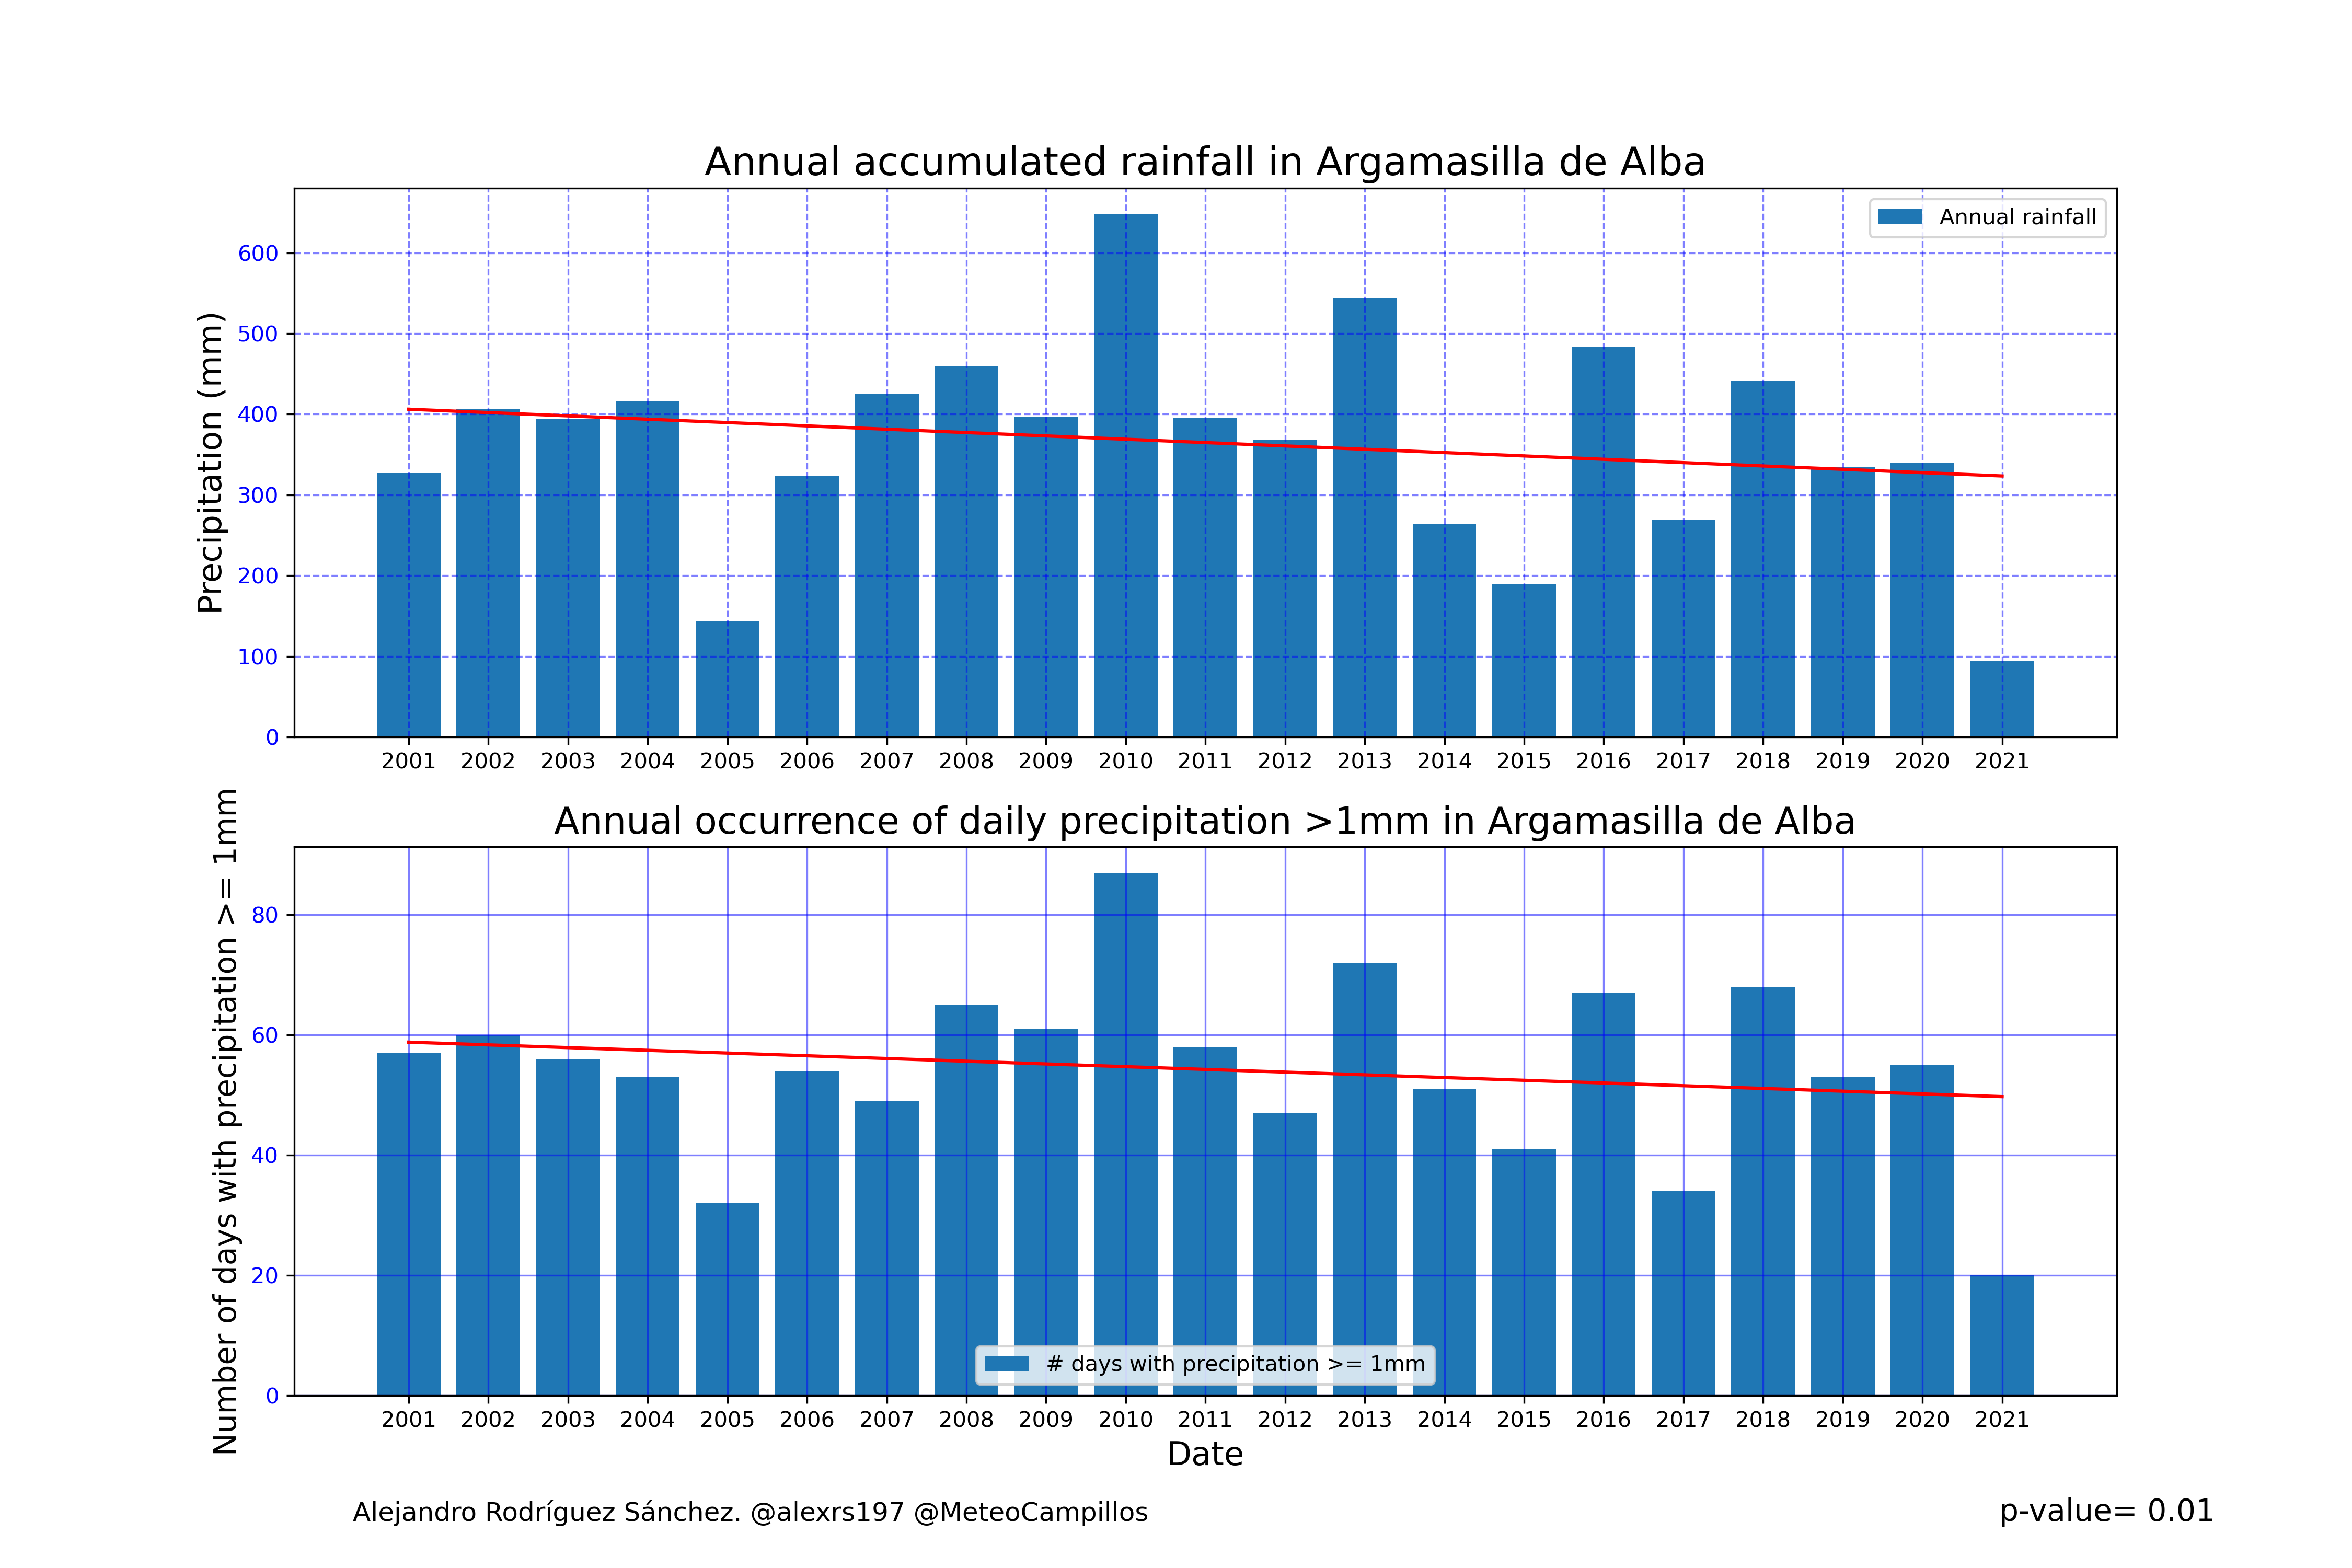 Annual accumulated rainfall in Argamasilla de Alba
Annual rainfall
Precipitation (mm)
600
500
400
300
200
100
0
2001 2002 2003 2004 2005 2006 2007 2008 2009 2010 2011 2012 2013 2014 2015 2016 2017 2018 2019 2020 2021
Annual occurrence of daily precipitation >1mm in Argamasilla de Alba
Number of days with precipitation >= 1mm
80
60
40
20
0
# days with precipitation >= 1mm
2001 2002 2003 2004 2005 2006 2007 2008 2009 2010 2011 2012 2013 2014 2015 2016 2017 2018 2019 2020 2021
Date
Alejandro Rodríguez Sánchez. @alexrs197 @MeteoCampillos
p-value= 0.01